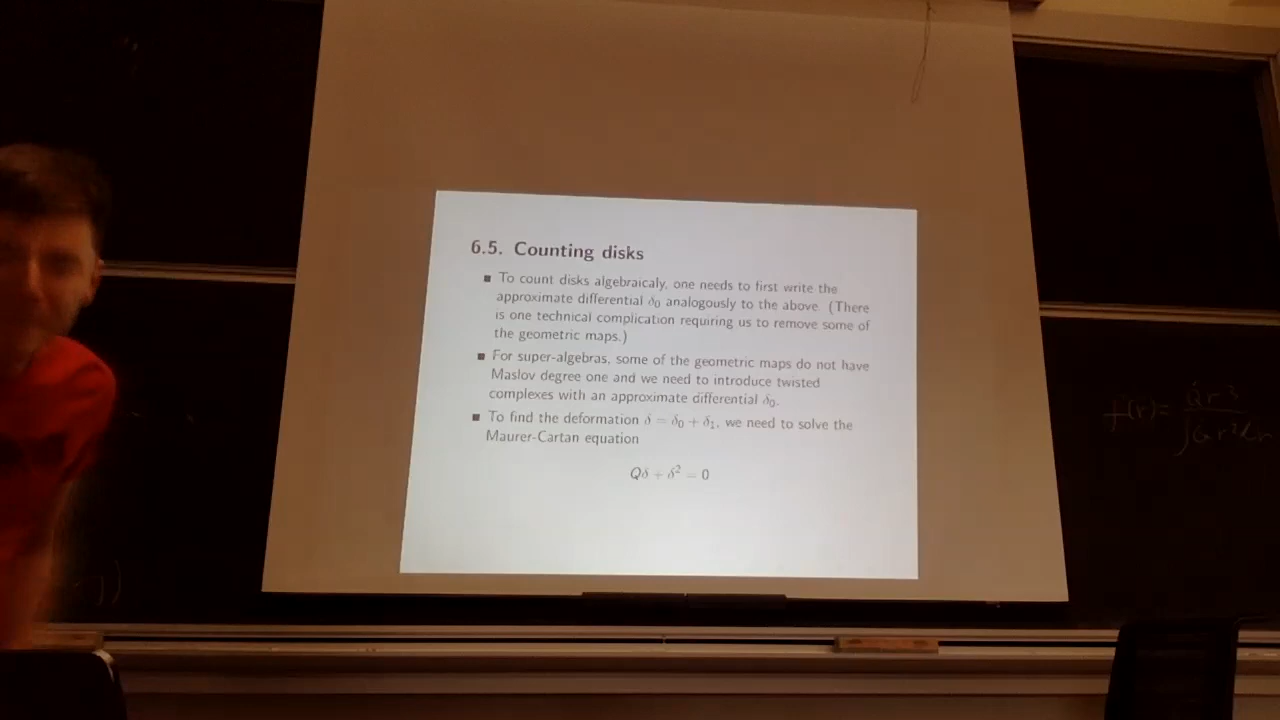 6.5. Counting disks
■ To count disks algebraicaly, one needs to first write the
approximate differential δ₀ analogously to the above. (There
is one technical complication requiring us to remove some of
the geometric maps.)
■ For super-algebras, some of the geometric maps do not have
Maslov degree one and we need to introduce twisted
complexes with an approximate differential δ₀.
■ To find the deformation δ = δ₀ + δ₁, we need to solve the
Maurer-Cartan equation
Qδ + δ² = 0
f(r)=